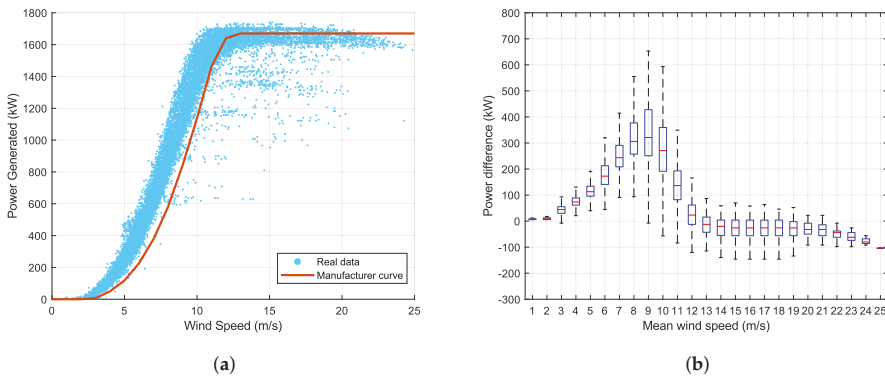 1800
1600
1400
1200
1000
800
600
400
200
0
Power Generated (kW)
0 5 10 15 20 25
Wind Speed (m/s)
Real data
Manufacturer curve
(a)
800
700
600
500
400
300
200
100
0
-100
-200
-300
Power difference (kW)
1 2 3 4 5 6 7 8 9 10 11 12 13 14 15 16 17 18 19 20 21 22 23 24 25
Mean wind speed (m/s)
(b)